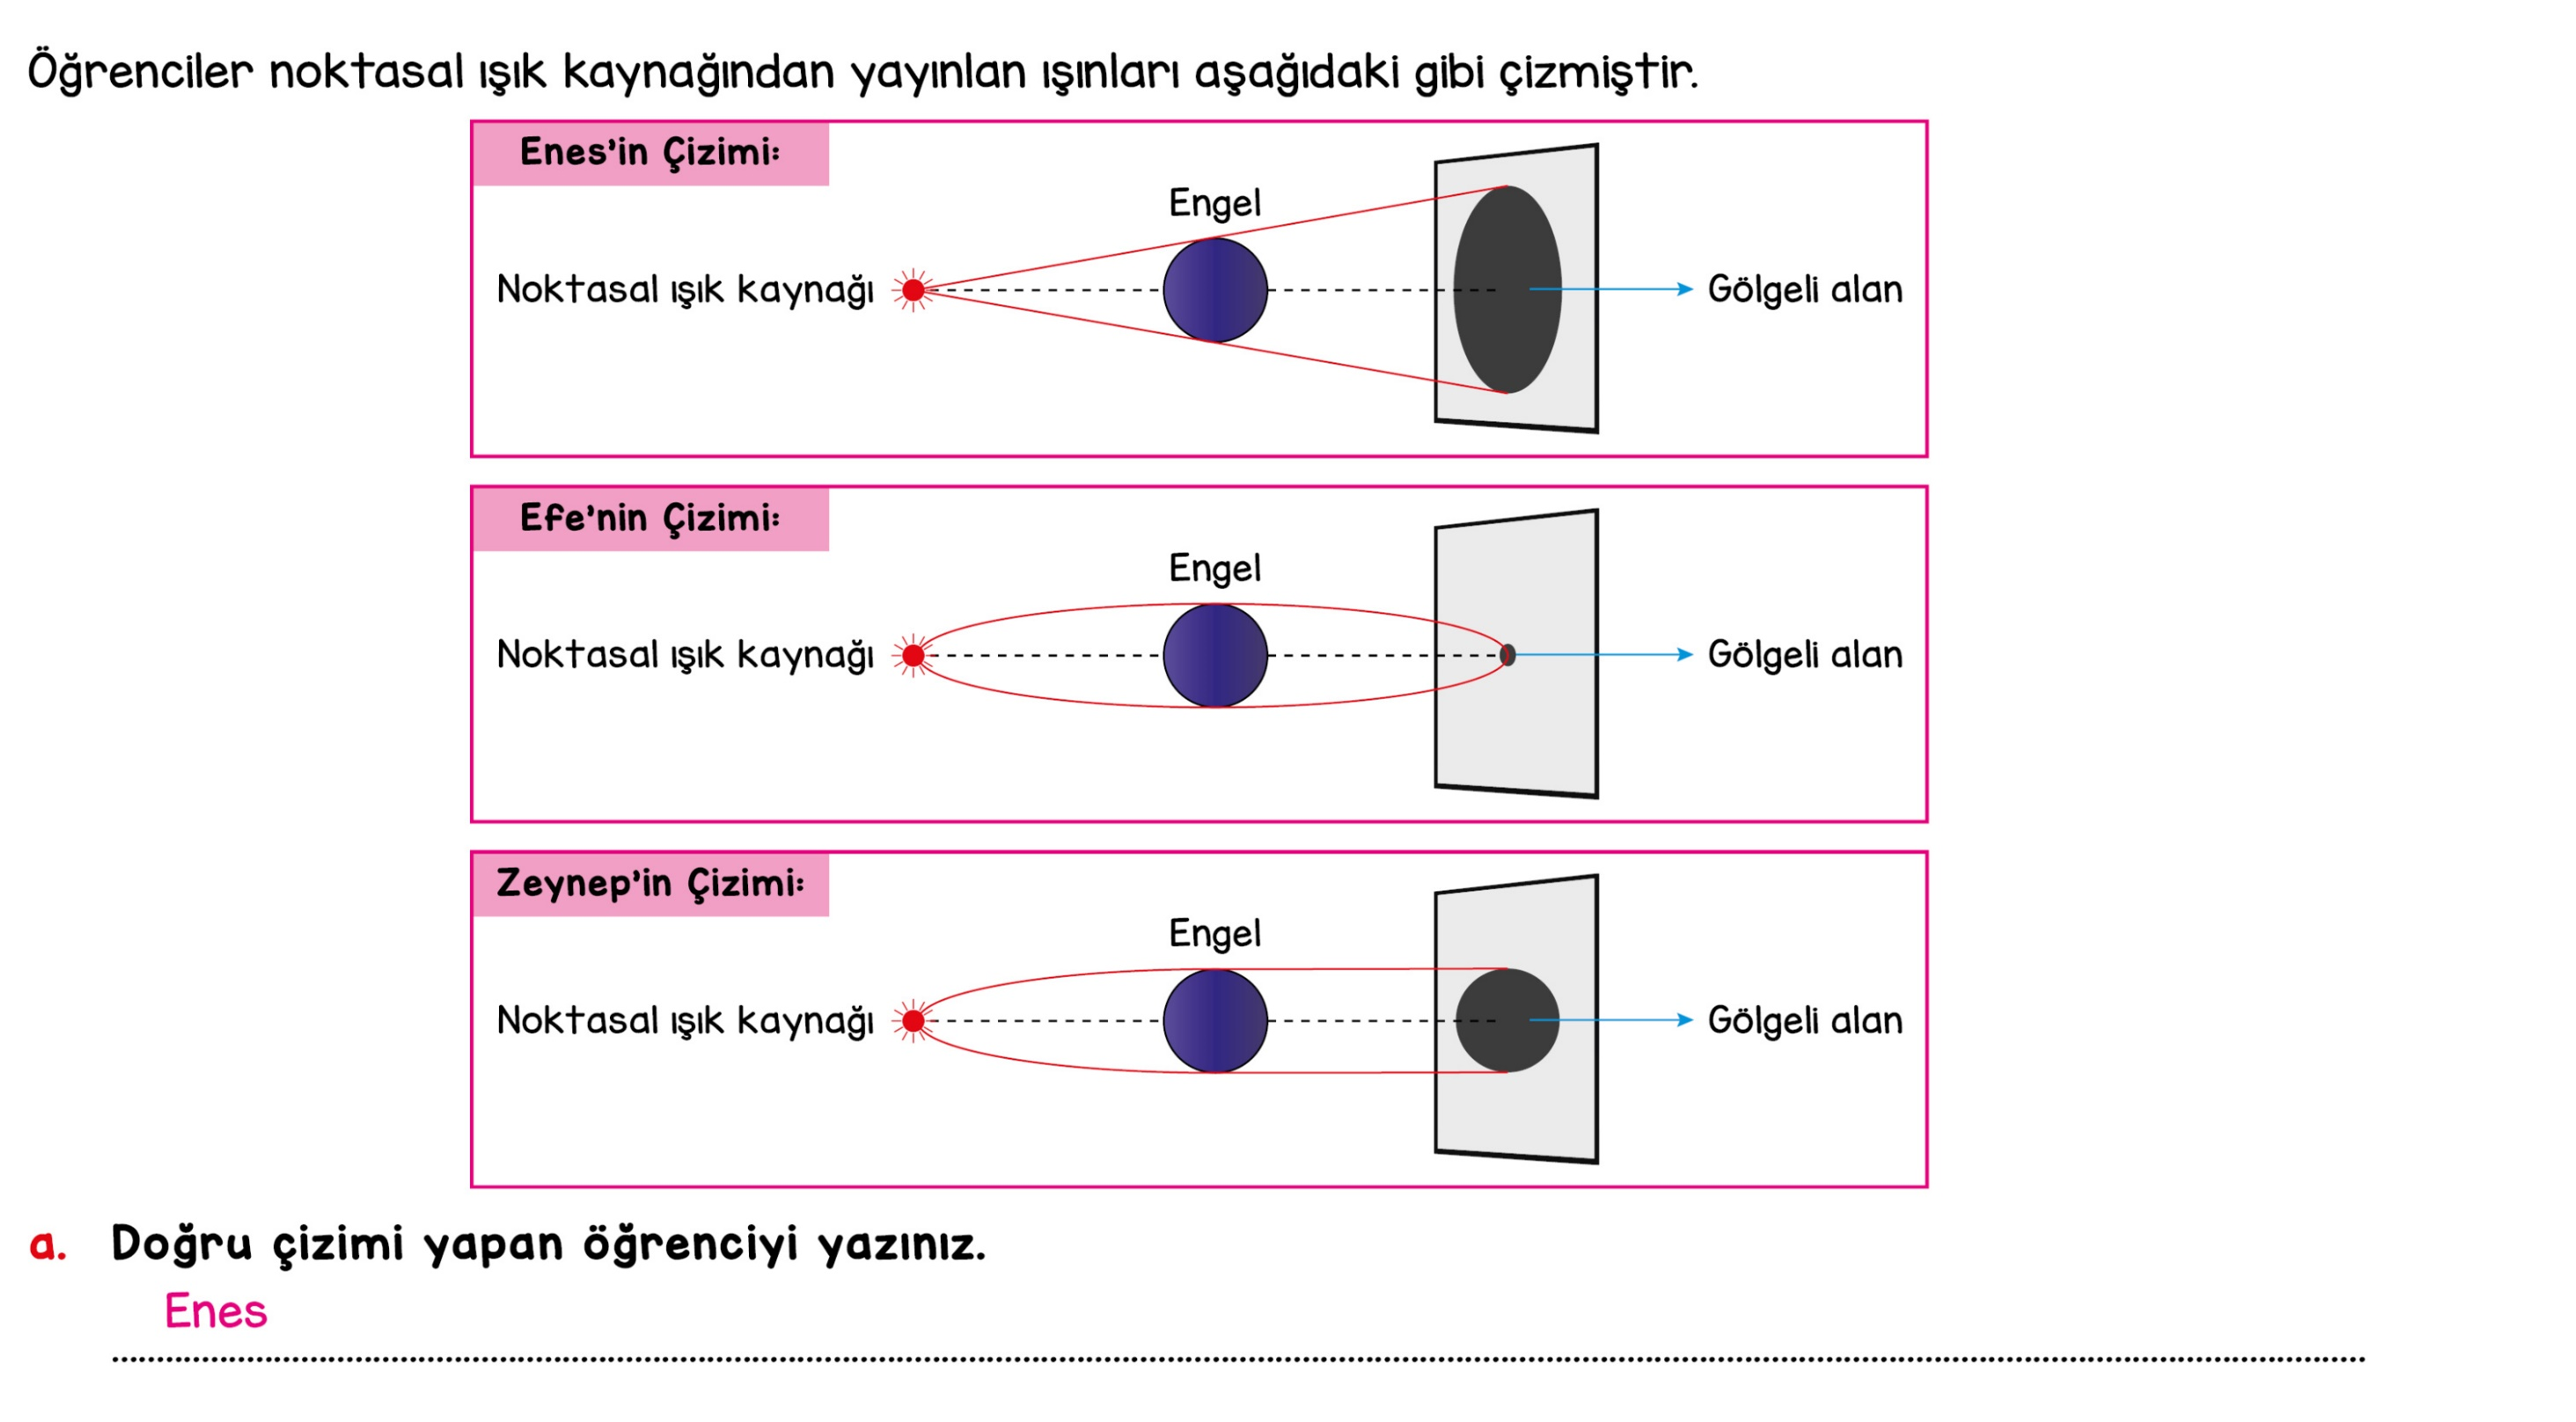 Öğrenciler noktasal ışık kaynağından yayınlan ışınları aşağıdaki gibi çizmiştir.
Enes'in Çizimi:
Engel
Noktasal ışık kaynağı
Gölgeli alan
Efe'nin Çizimi:
Engel
Noktasal ışık kaynağı
Gölgeli alan
Zeynep'in Çizimi:
Engel
Noktasal ışık kaynağı
Gölgeli alan
a. Doğru çizimi yapan öğrenciyi yazınız.
Enes